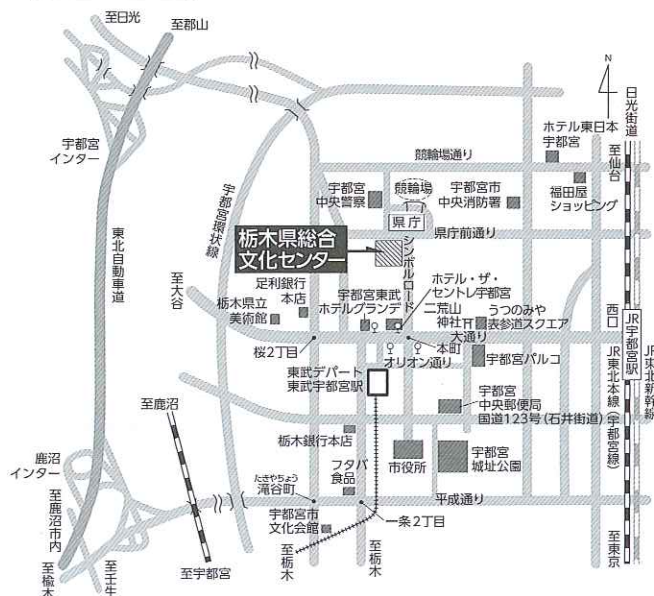 至日光
至郡山
N
日光街道
至仙台
ホテル東日本
宇都宮
競輪場通り
宇都宮
インター
宇都宮環状線
宇都宮
中央警察
競輪場
宇都宮市
中央消防署
福田屋
ショッピング
県庁
県庁前通り
栃木県総合
文化センター
シンボルロード
東北自動車道
至大谷
足利銀行
本店
栃木県立
美術館
宇都宮東武
ホテルグランデ
ホテル・ザ・
セントレ宇都宮
二荒山
神社
うつのみや
表参道スクエア
大通り
西口
JR宇都宮駅
桜2丁目
本町
オリオン通り
宇都宮パルコ
東武デパート
東武宇都宮駅
JR東北本線(宇都宮線)
JR東北新幹線
至鹿沼
宇都宮
中央郵便局
国道123号(石井街道)
栃木銀行本店
鹿沼
インター
フタバ
食品
市役所
宇都宮
城址公園
たきやちょう
滝谷町
平成通り
至鹿沼市内
宇都宮市
文化会館
一条2丁目
至楡木
至壬生
至宇都宮
至栃木
至栃木
至東京